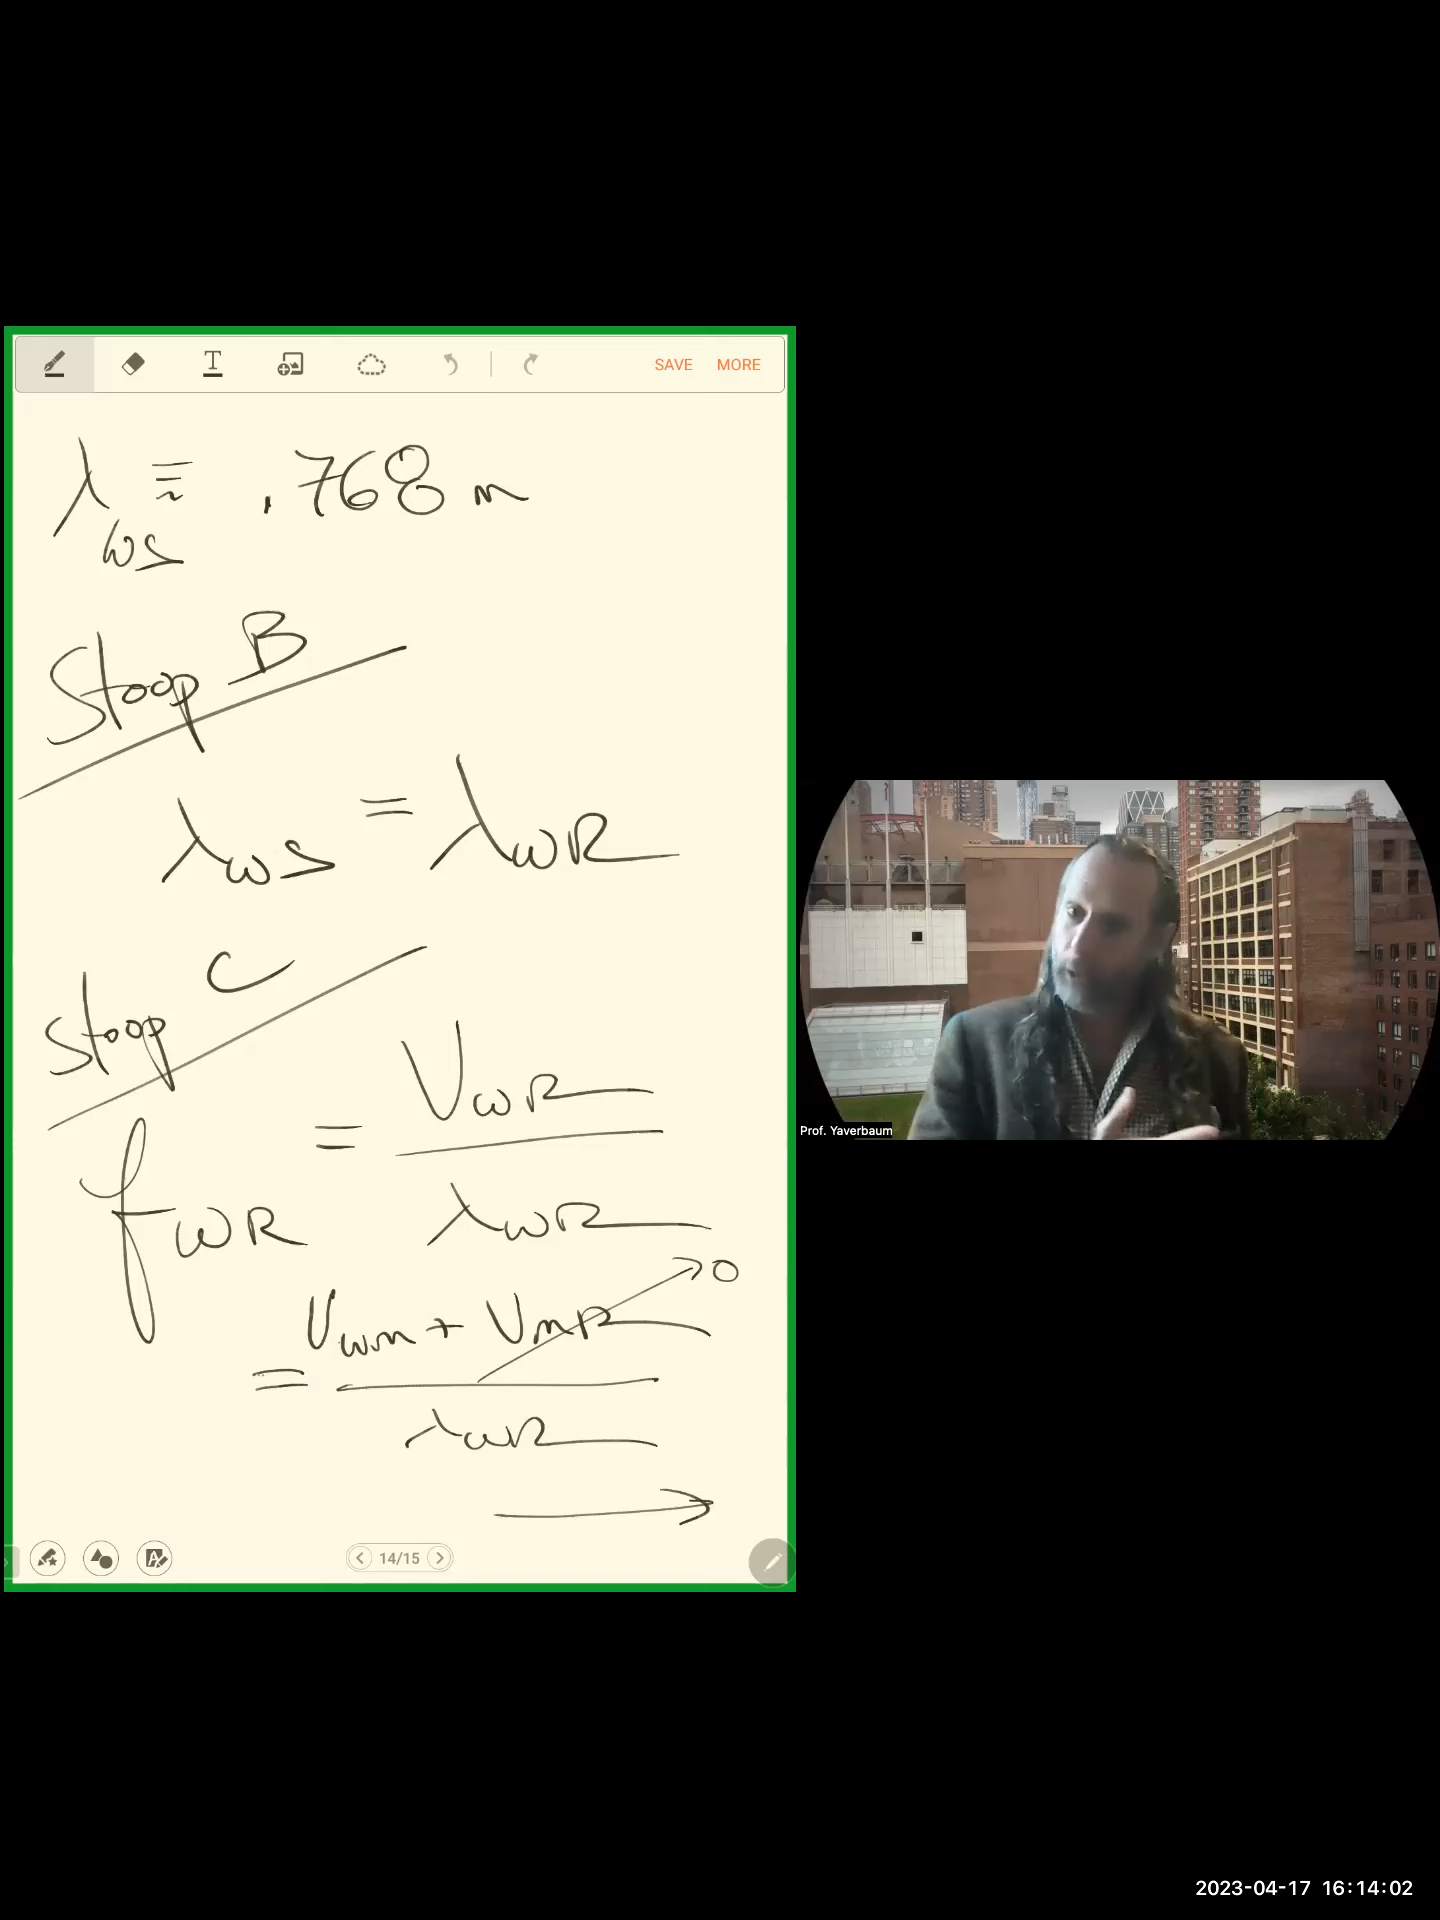 SAVE MORE
λws ≅ .768 m
Stoop B
λws = λWR
Stoop C
fWR = VWR / λWR
= Vwm + VmR → 0 / λWR
→
14/15
Prof. Yaverbaum
2023-04-17 16:14:02